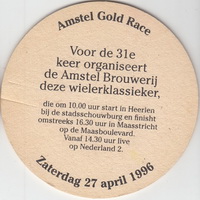 Amstel Gold Race
Voor de 31e
keer organiseert
de Amstel Brouwerij
deze wielerklassieker,
die om 10.00 uur start in Heerlen
bij de stadsschouwburg en finisht
omstreeks 16.30 uur in Maastricht
op de Maasboulevard.
Vanaf 14.30 uur live
op Nederland 2.
Zaterdag 27 april 1996